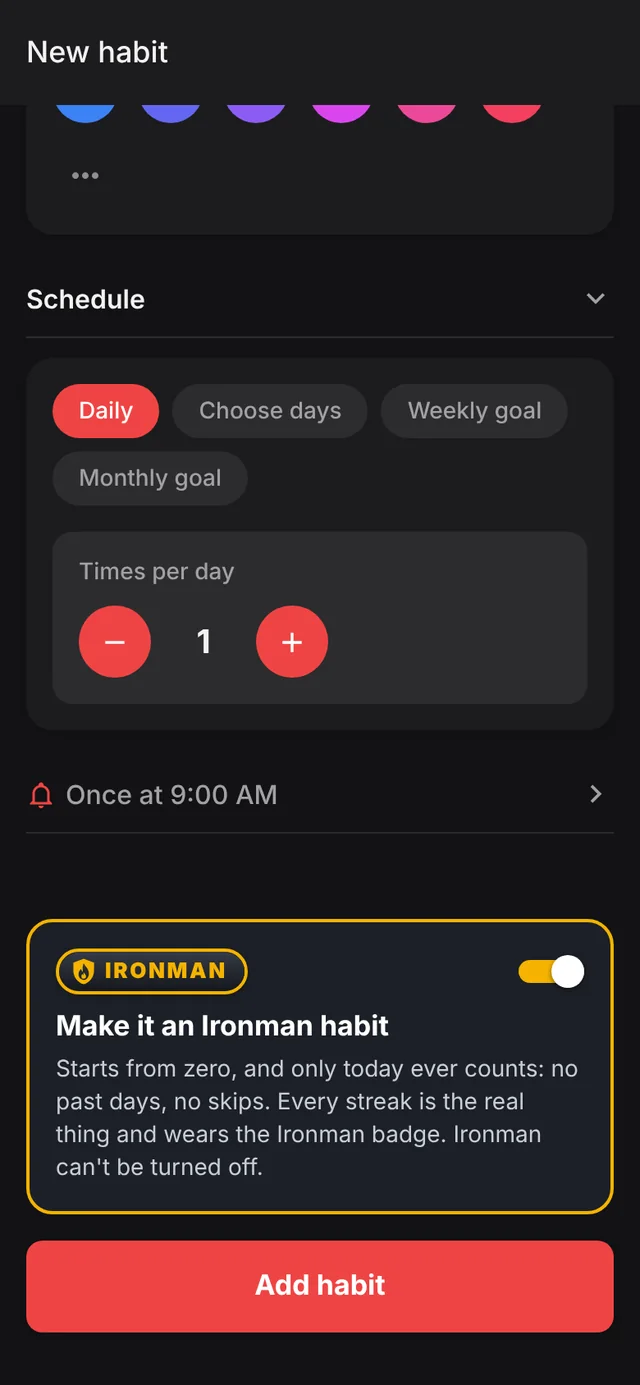 New habit
Schedule
Daily
Choose days
Weekly goal
Monthly goal
Times per day
1
Once at 9:00 AM
IRONMAN
Make it an Ironman habit
Starts from zero, and only today ever counts: no
past days, no skips. Every streak is the real
thing and wears the Ironman badge. Ironman
can't be turned off.
Add habit